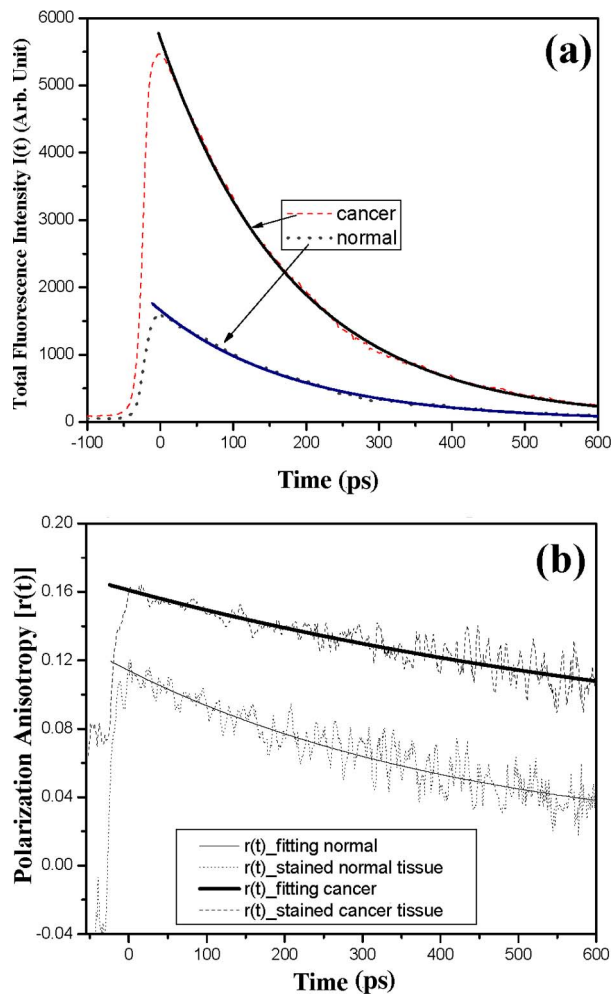 (a)
Total Fluorescence Intensity I(t) (Arb. Unit)
6000
5000
4000
3000
2000
1000
0
cancer
normal
-100 0 100 200 300 400 500 600
Time (ps)
(b)
Polarization Anisotropy [r(t)]
0.20
0.16
0.12
0.08
0.04
0.00
-0.04
r(t)_fitting normal
r(t)_stained normal tissue
r(t)_fitting cancer
r(t)_stained cancer tissue
0 100 200 300 400 500 600
Time (ps)